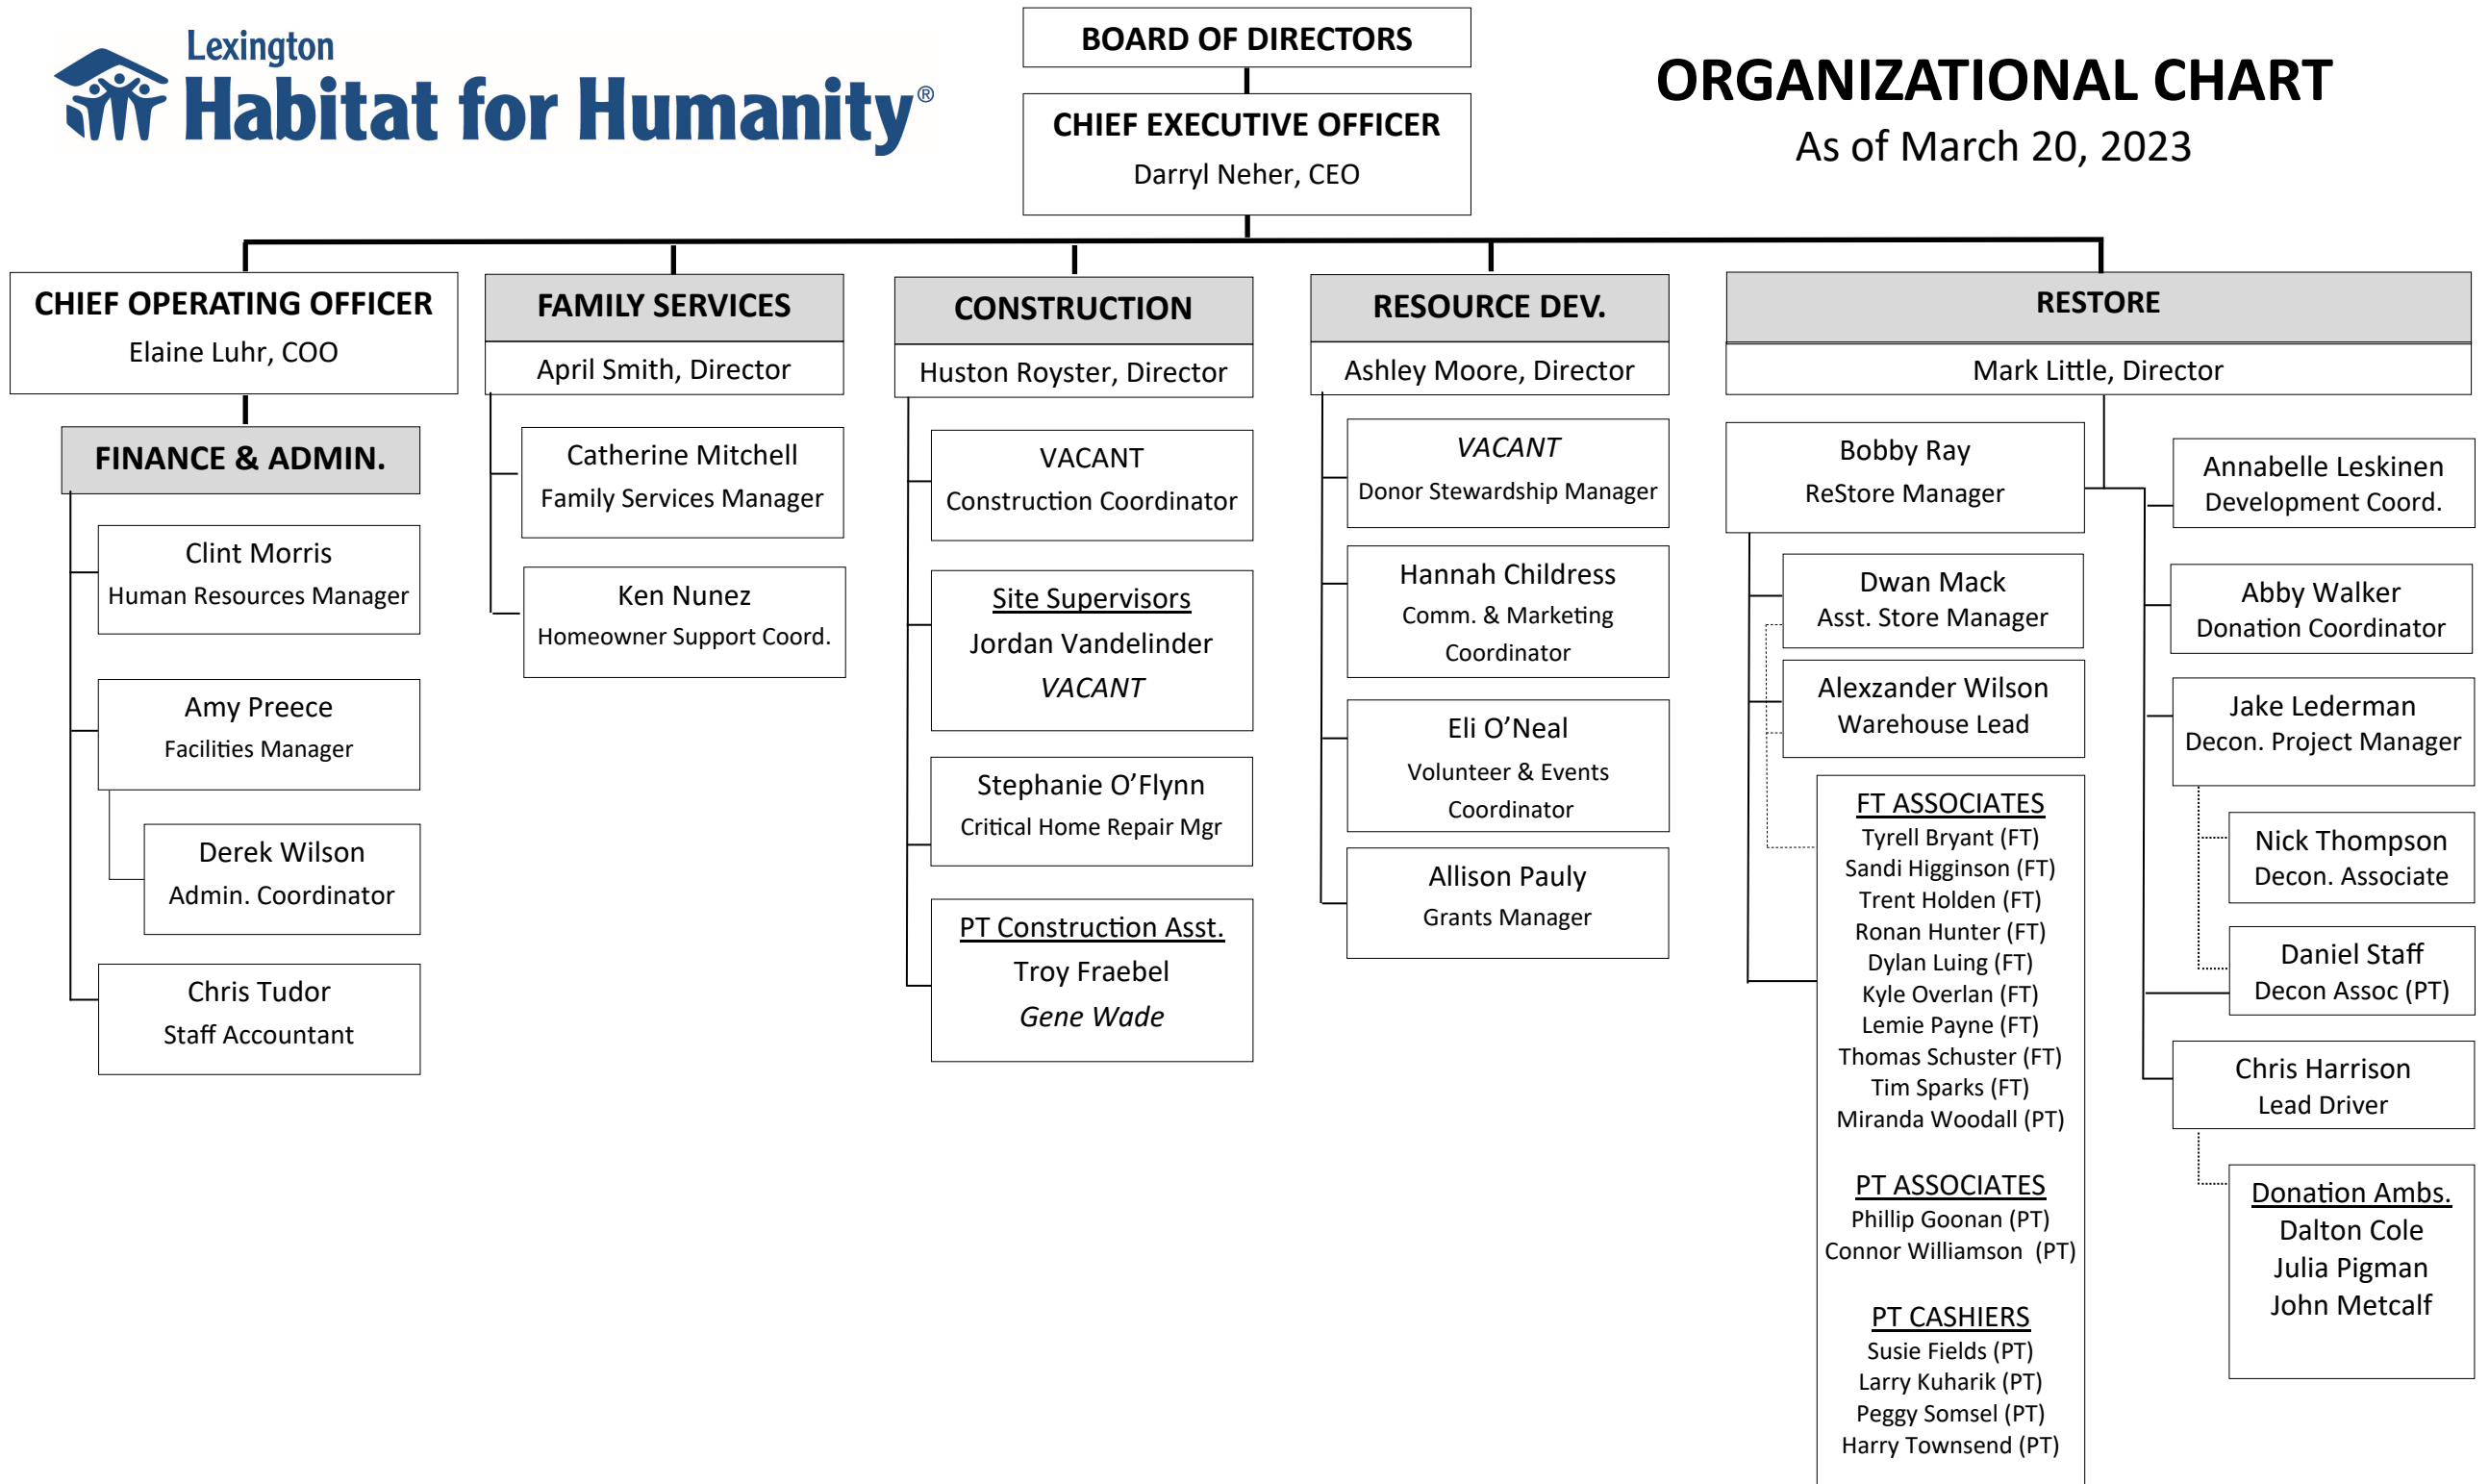 Lexington
Habitat for Humanity®
BOARD OF DIRECTORS
CHIEF EXECUTIVE OFFICER
Darryl Neher, CEO
ORGANIZATIONAL CHART
As of March 20, 2023
CHIEF OPERATING OFFICER
Elaine Luhr, COO
FINANCE & ADMIN.
Clint Morris
Human Resources Manager
Amy Preece
Facilities Manager
Derek Wilson
Admin. Coordinator
Chris Tudor
Staff Accountant
FAMILY SERVICES
April Smith, Director
Catherine Mitchell
Family Services Manager
Ken Nunez
Homeowner Support Coord.
CONSTRUCTION
Huston Royster, Director
VACANT
Construction Coordinator
Site Supervisors
Jordan Vandelinder
VACANT
Stephanie O’Flynn
Critical Home Repair Mgr
PT Construction Asst.
Troy Fraebel
Gene Wade
RESOURCE DEV.
Ashley Moore, Director
VACANT
Donor Stewardship Manager
Hannah Childress
Comm. & Marketing
Coordinator
Eli O’Neal
Volunteer & Events
Coordinator
Allison Pauly
Grants Manager
RESTORE
Mark Little, Director
Bobby Ray
ReStore Manager
Dwan Mack
Asst. Store Manager
Alexzander Wilson
Warehouse Lead
FT ASSOCIATES
Tyrell Bryant (FT)
Sandi Higginson (FT)
Trent Holden (FT)
Ronan Hunter (FT)
Dylan Luing (FT)
Kyle Overlan (FT)
Lemie Payne (FT)
Thomas Schuster (FT)
Tim Sparks (FT)
Miranda Woodall (PT)
PT ASSOCIATES
Phillip Goonan (PT)
Connor Williamson (PT)
PT CASHIERS
Susie Fields (PT)
Larry Kuharik (PT)
Peggy Somsel (PT)
Harry Townsend (PT)
Annabelle Leskinen
Development Coord.
Abby Walker
Donation Coordinator
Jake Lederman
Decon. Project Manager
Nick Thompson
Decon. Associate
Daniel Staff
Decon Assoc (PT)
Chris Harrison
Lead Driver
Donation Ambs.
Dalton Cole
Julia Pigman
John Metcalf